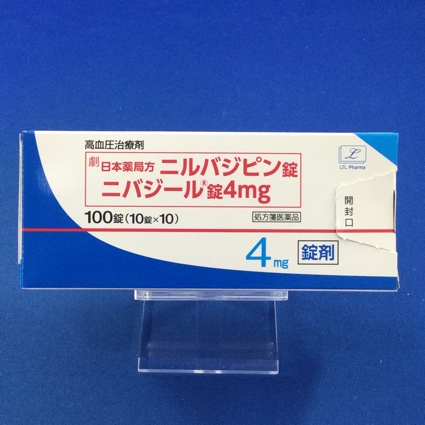 高血圧治療剤
劇 日本薬局方 ニルバジピン錠
ニバジール®錠4mg
100錠(10錠×10)
処方箋医薬品
4mg 錠剤
LTL Pharma
開封口